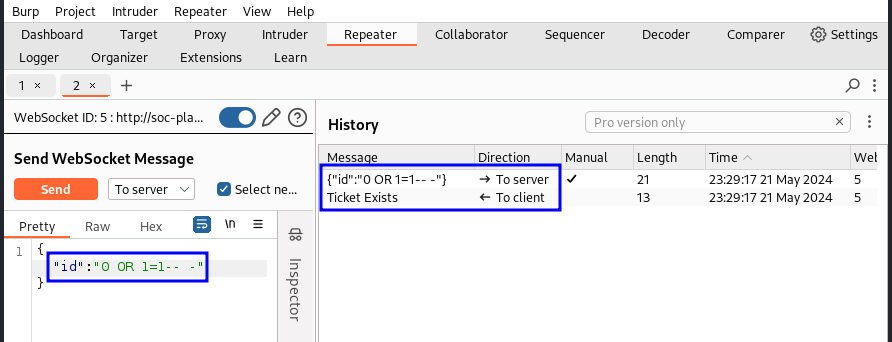 Burp Project Intruder Repeater View Help
Dashboard Target Proxy Intruder Repeater Collaborator Sequencer Decoder Comparer Settings
Logger Organizer Extensions Learn
1 × 2 × +
WebSocket ID: 5 : http://soc-pla...
History
Pro version only
Send WebSocket Message
Message Direction Manual Length Time Web
Send To server Select ne...
{"id":"0 OR 1=1-- -"} → To server ✓ 21 23:29:17 21 May 2024 5
Ticket Exists ← To client 13 23:29:17 21 May 2024 5
Pretty Raw Hex \n
1 {
"id":"0 OR 1=1-- -"
}
Inspector